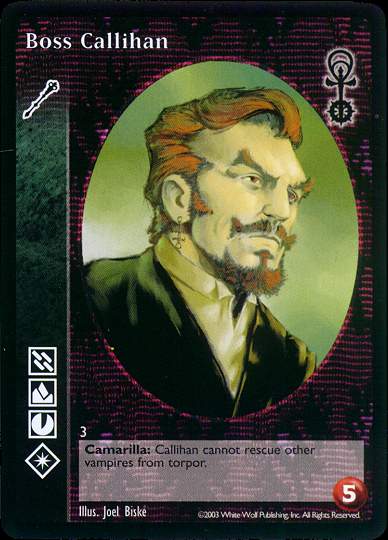 Boss Callihan
3
Camarilla: Callihan cannot rescue other
vampires from torpor.
5
Illus. Joel Biské
©2003 White Wolf Publishing, Inc. All Rights Reserved.